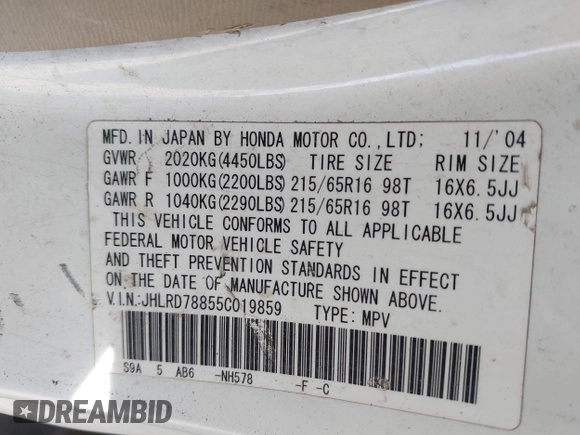 MFD. IN JAPAN BY HONDA MOTOR CO., LTD; 11/'04
GVWR 2020KG(4450LBS) TIRE SIZE RIM SIZE
GAWR F 1000KG(2200LBS) 215/65R16 98T 16X6.5JJ
GAWR R 1040KG(2290LBS) 215/65R16 98T 16X6.5JJ
THIS VEHICLE CONFORMS TO ALL APPLICABLE
FEDERAL MOTOR VEHICLE SAFETY
AND THEFT PREVENTION STANDARDS IN EFFECT
ON THE DATE OF MANUFACTURE SHOWN ABOVE.
V.I.N.:JHLRD78855C019859 TYPE: MPV
S9A 5 AB6 -NH578 -F -C
DREAMBID